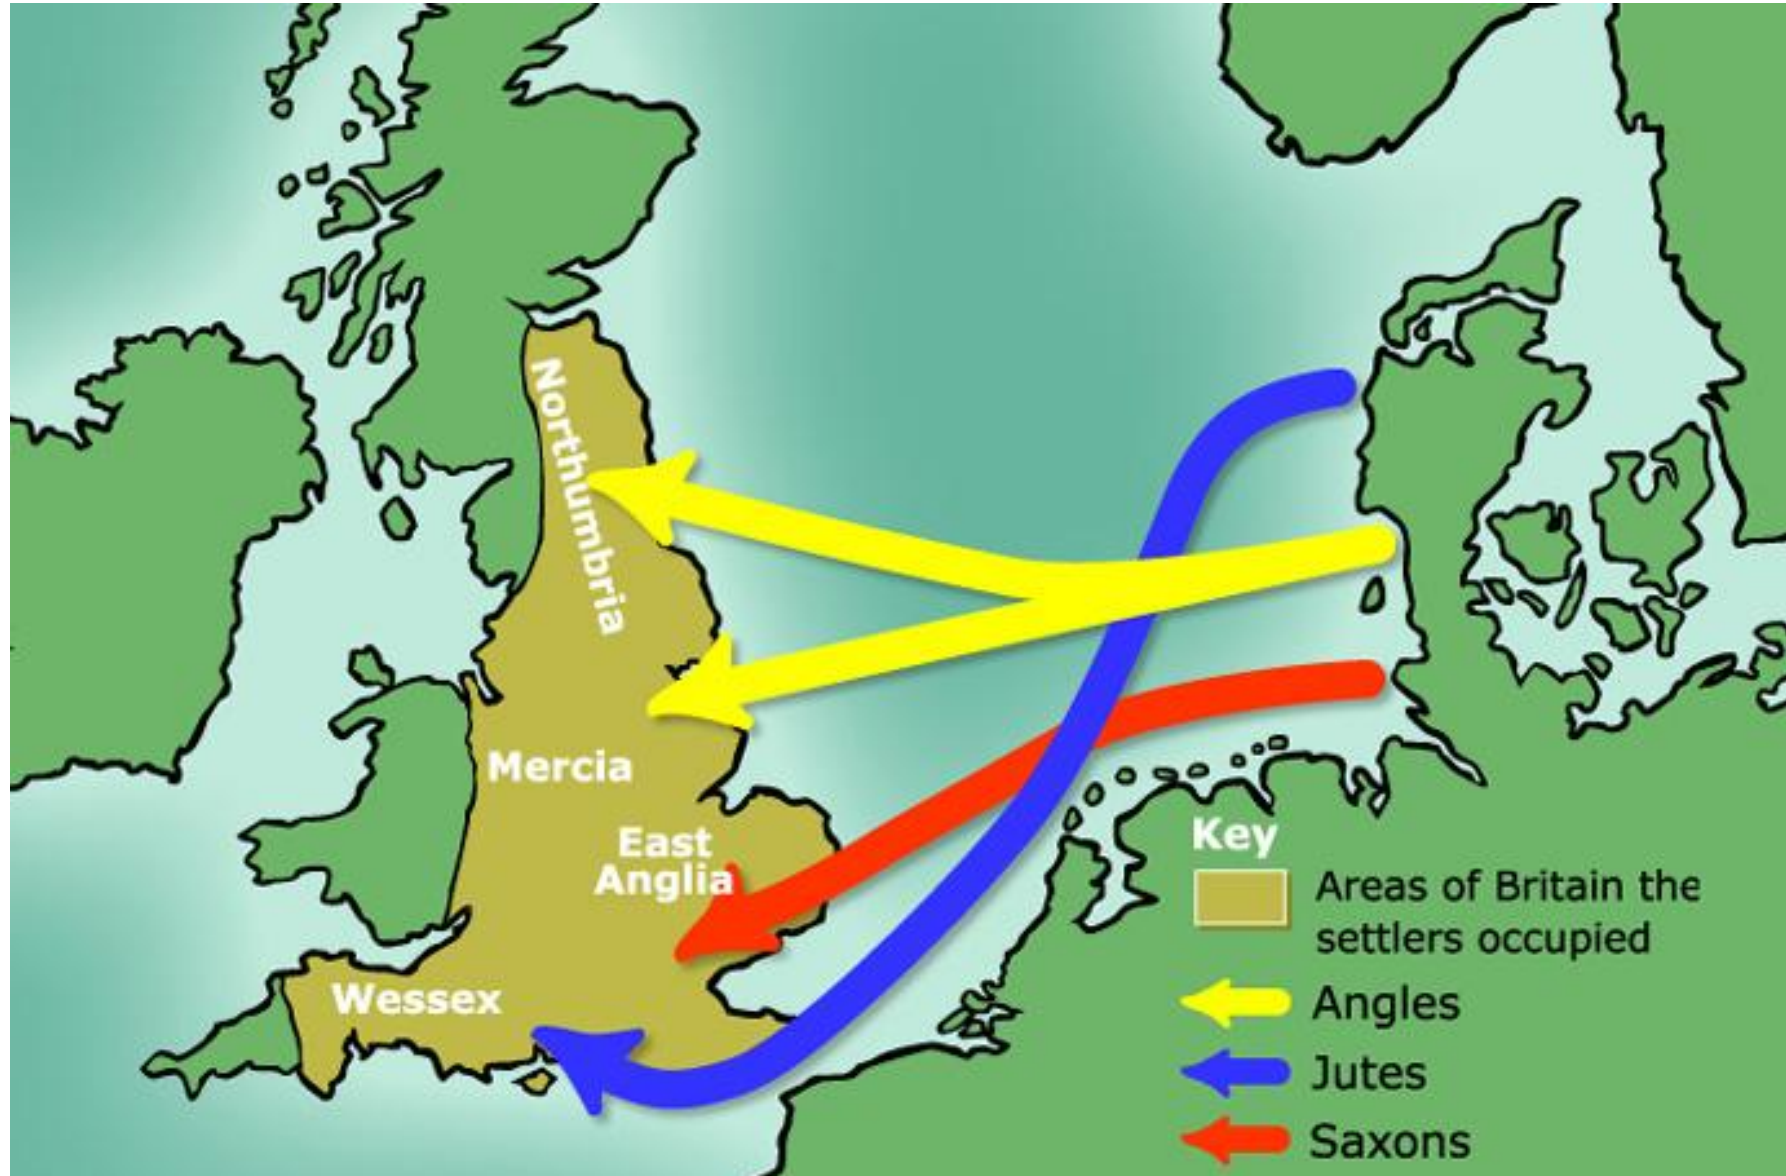 Northumbria
Mercia
East
Anglia
Wessex
Key
Areas of Britain the
settlers occupied
Angles
Jutes
Saxons